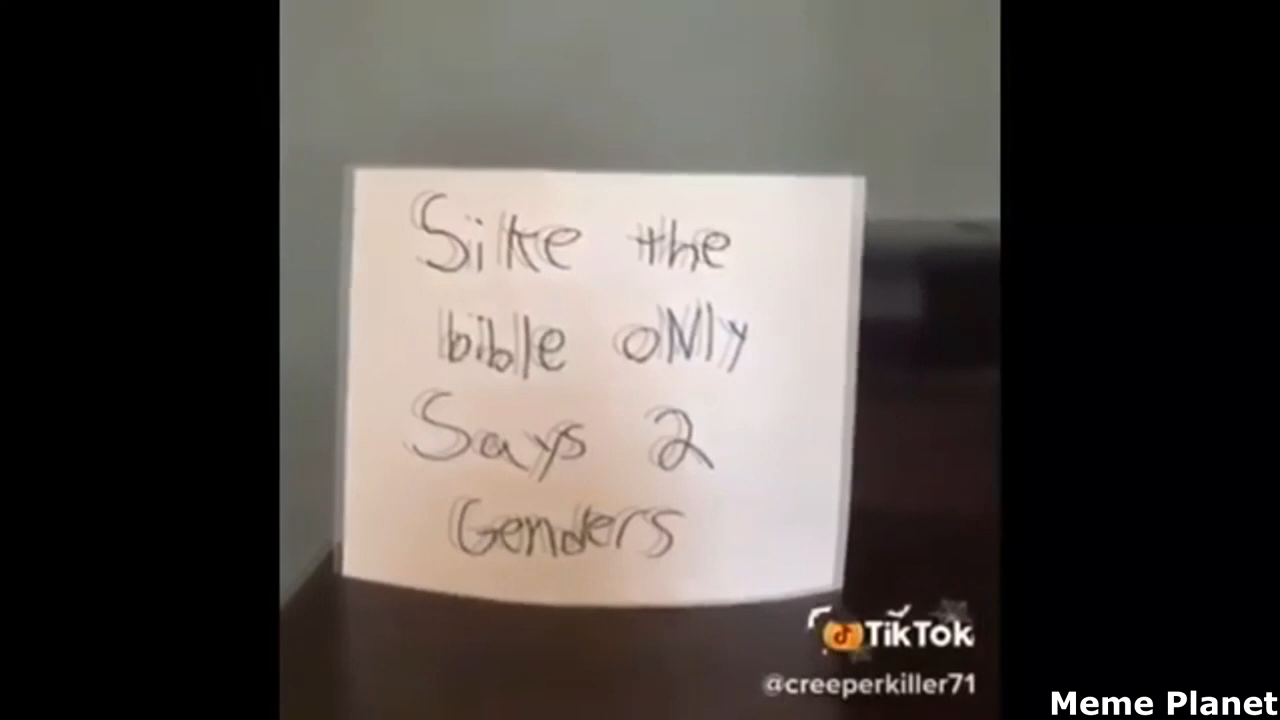 Sike the
bible oNly
Says 2
Genders
TikTok
@creeperkiller71
Meme Planet